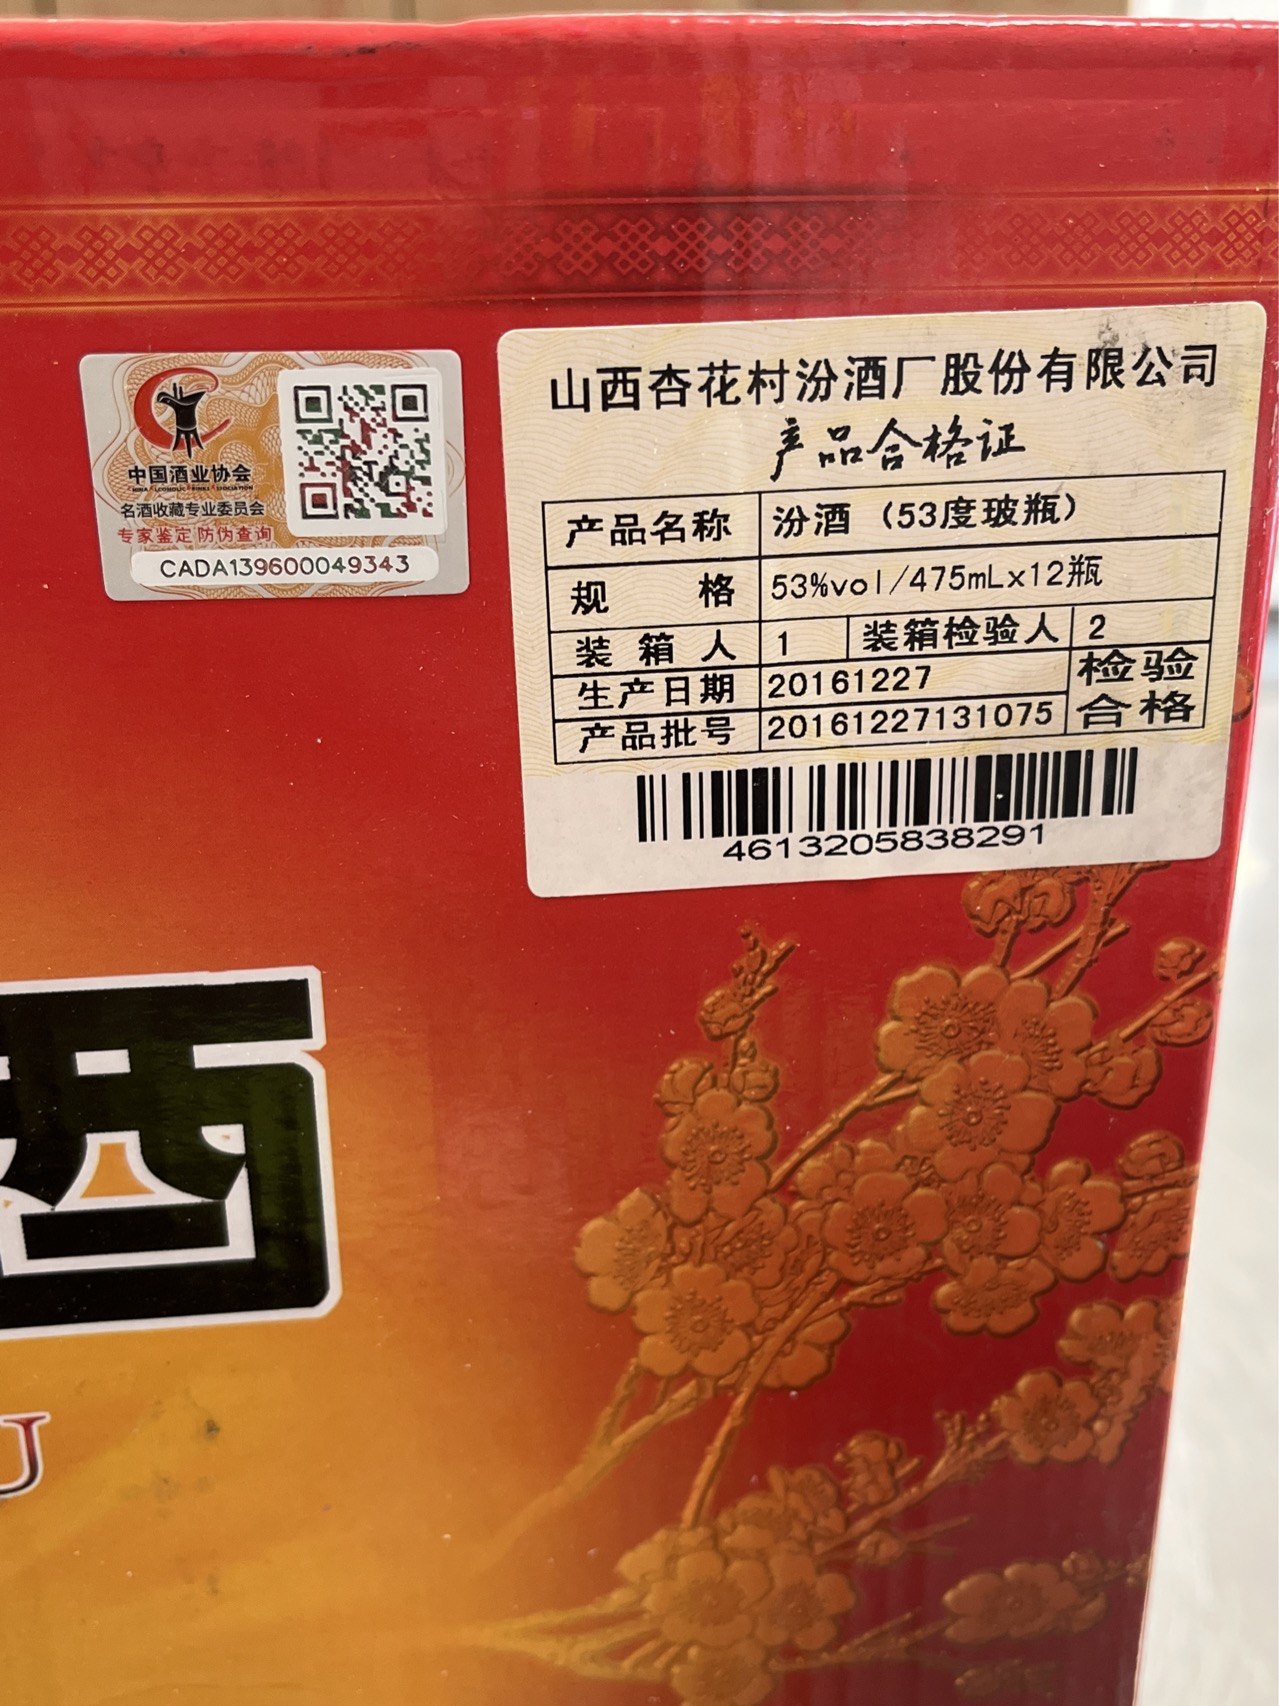 中国酒业协会
名酒收藏专业委员会
专家鉴定 防伪查询
CADA139600049343
山西杏花村汾酒厂股份有限公司
产品合格证
产品名称 汾酒（53度玻瓶）
规 格 53%vol/475mLx12瓶
装箱人 1 装箱检验人 2
生产日期 20161227 检验
产品批号 20161227131075 合格
4613205838291
酒
U